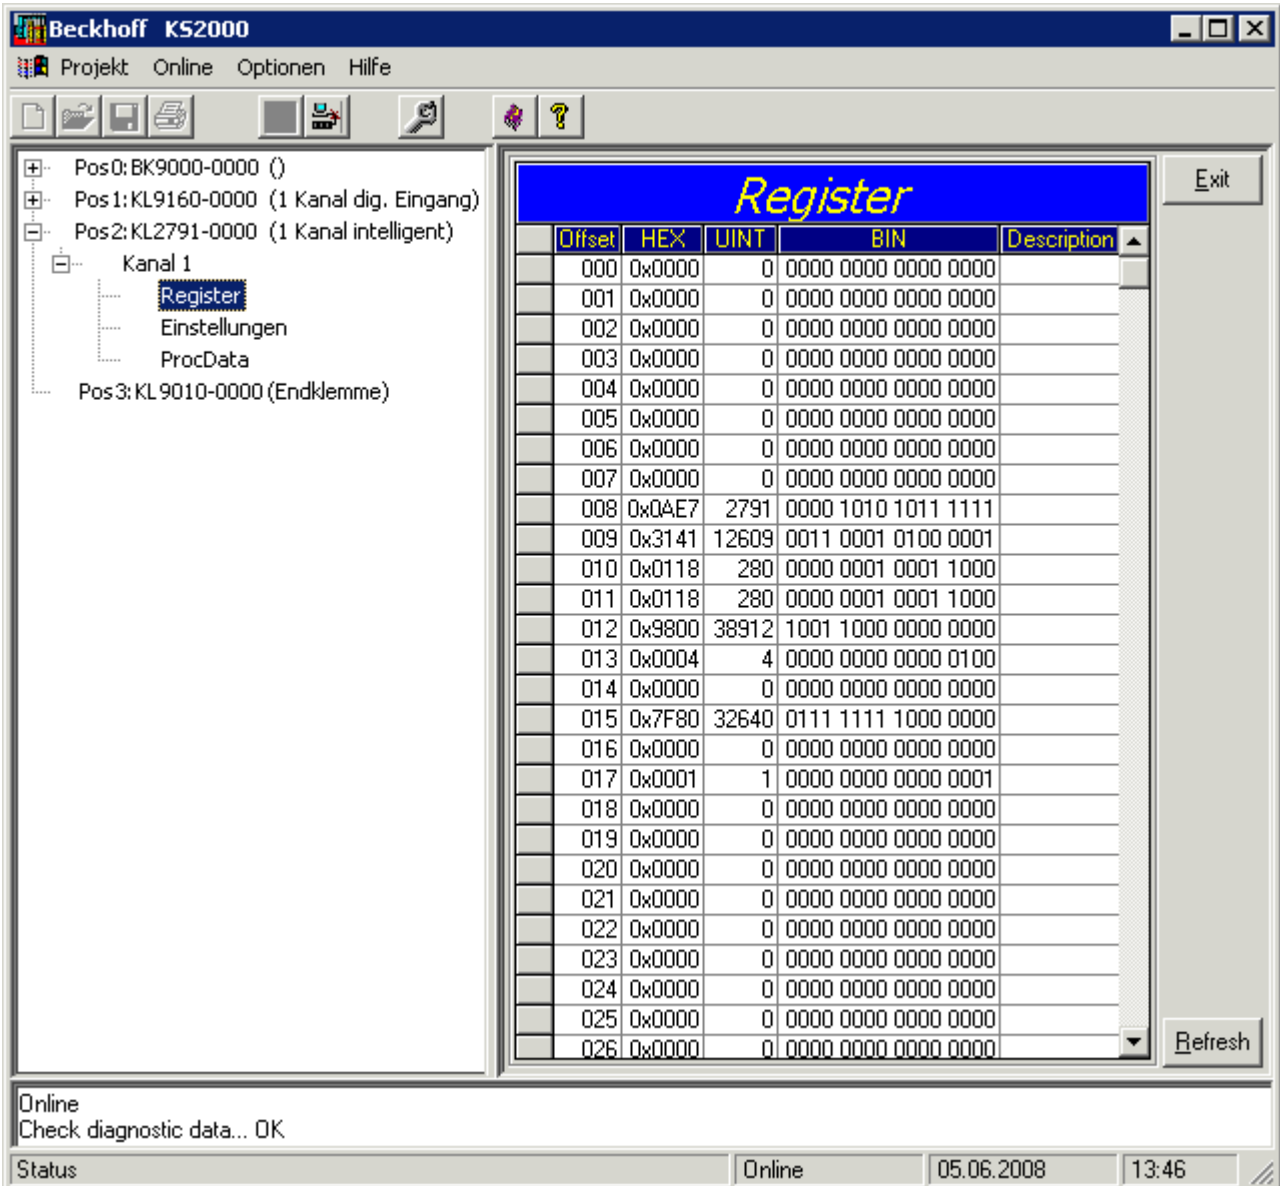 Beckhoff KS2000
Projekt Online Optionen Hilfe
Pos0:BK9000-0000 ()
Pos1:KL9160-0000 (1 Kanal dig. Eingang)
Pos2:KL2791-0000 (1 Kanal intelligent)
Kanal 1
Register
Einstellungen
ProcData
Pos3:KL9010-0000 (Endklemme)
Register
Offset HEX UINT BIN Description
000 0x0000 0 0000 0000 0000 0000
001 0x0000 0 0000 0000 0000 0000
002 0x0000 0 0000 0000 0000 0000
003 0x0000 0 0000 0000 0000 0000
004 0x0000 0 0000 0000 0000 0000
005 0x0000 0 0000 0000 0000 0000
006 0x0000 0 0000 0000 0000 0000
007 0x0000 0 0000 0000 0000 0000
008 0x0AE7 2791 0000 1010 1011 1111
009 0x3141 12609 0011 0001 0100 0001
010 0x0118 280 0000 0001 0001 1000
011 0x0118 280 0000 0001 0001 1000
012 0x9800 38912 1001 1000 0000 0000
013 0x0004 4 0000 0000 0000 0100
014 0x0000 0 0000 0000 0000 0000
015 0x7F80 32640 0111 1111 1000 0000
016 0x0000 0 0000 0000 0000 0000
017 0x0001 1 0000 0000 0000 0001
018 0x0000 0 0000 0000 0000 0000
019 0x0000 0 0000 0000 0000 0000
020 0x0000 0 0000 0000 0000 0000
021 0x0000 0 0000 0000 0000 0000
022 0x0000 0 0000 0000 0000 0000
023 0x0000 0 0000 0000 0000 0000
024 0x0000 0 0000 0000 0000 0000
025 0x0000 0 0000 0000 0000 0000
026 0x0000 0 0000 0000 0000 0000
Exit
Refresh
Online
Check diagnostic data... OK
Status Online 05.06.2008 13:46